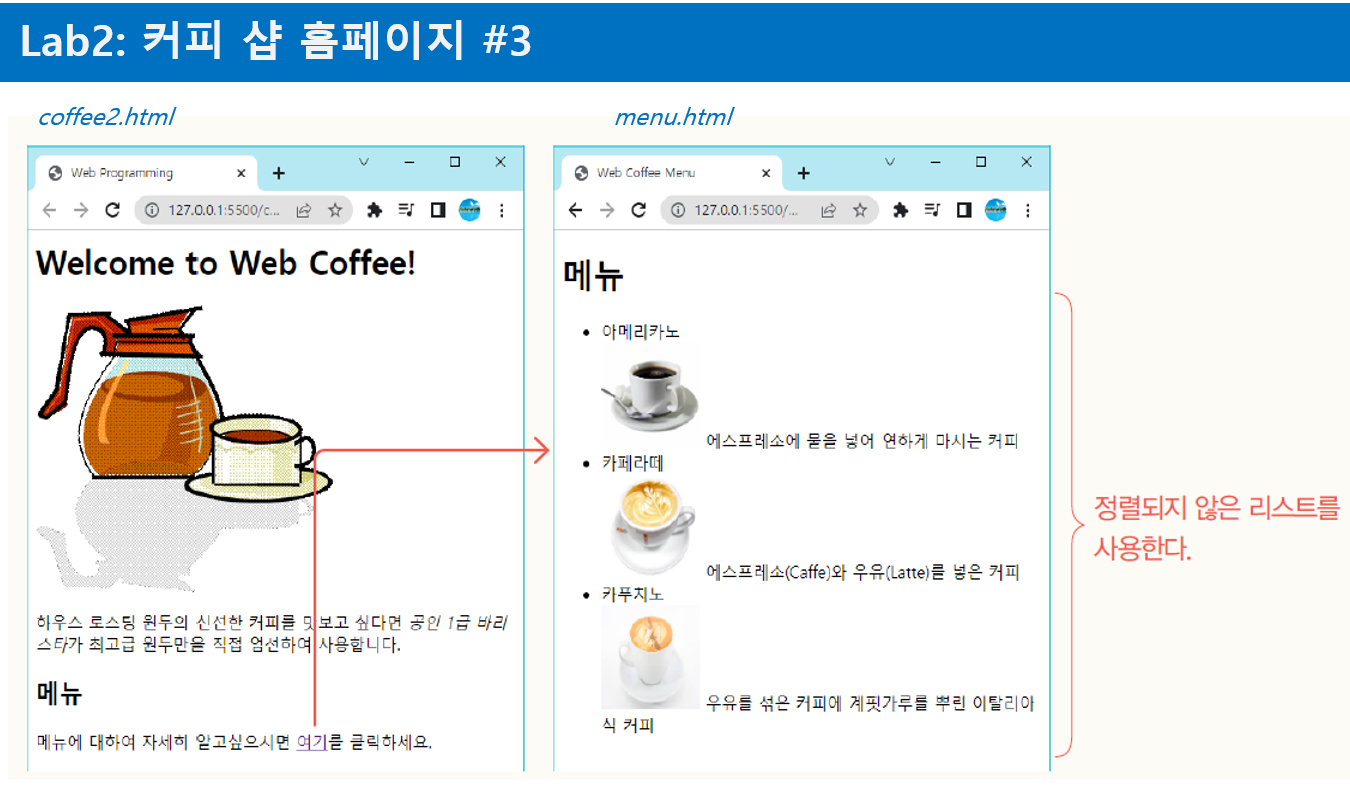 Lab2: 커피 샵 홈페이지 #3
coffee2.html
Web Programming
127.0.0.1:5500/c...
Welcome to Web Coffee!
하우스 로스팅 원두의 신선한 커피를 맛보고 싶다면 공인 1급 바리
스타가 최고급 원두만을 직접 엄선하여 사용합니다.
메뉴
메뉴에 대하여 자세히 알고싶으시면 여기를 클릭하세요.
menu.html
Web Coffee Menu
127.0.0.1:5500/...
메뉴
• 아메리카노
에스프레소에 뭍을 넣어 연하게 마시는 커피
• 카페라떼
에스프레소(Caffe)와 우유(Latte)를 넣은 커피
• 카푸치노
우유를 섞은 커피에 계핏가루를 뿌린 이탈리아
식 커피
정렬되지 않은 리스트를
사용한다.